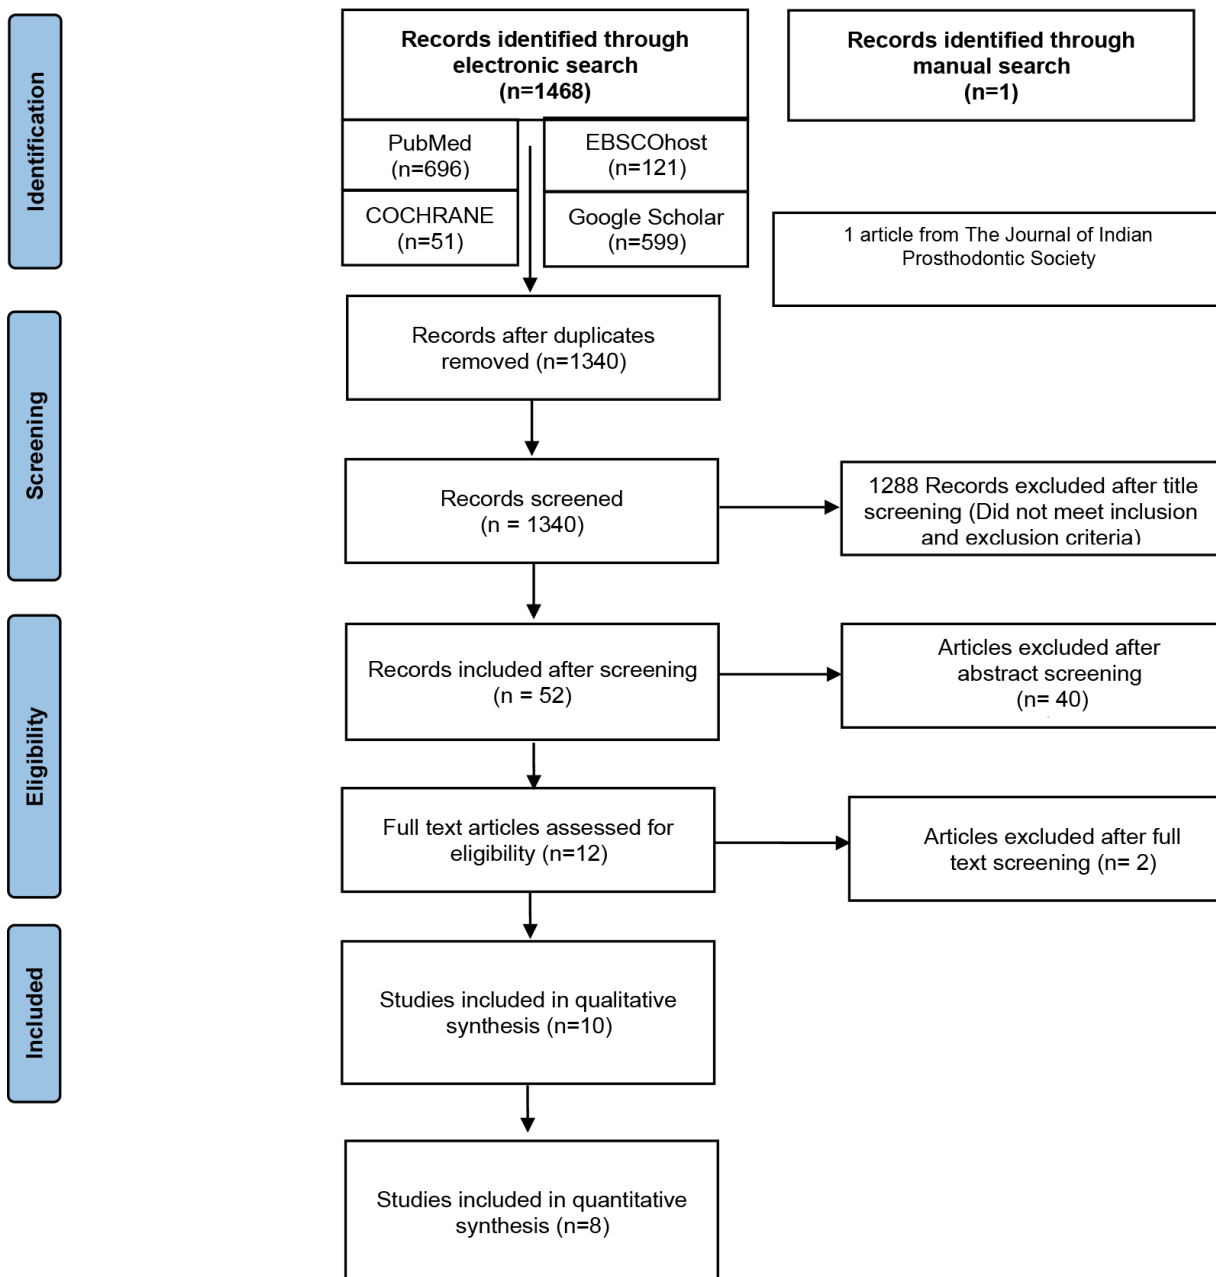 Identification
Records identified through
electronic search
(n=1468)
Records identified through
manual search
(n=1)
PubMed
(n=696)
EBSCOhost
(n=121)
COCHRANE
(n=51)
Google Scholar
(n=599)
1 article from The Journal of Indian
Prosthodontic Society
Screening
Records after duplicates
removed (n=1340)
Records screened
(n = 1340)
1288 Records excluded after title
screening (Did not meet inclusion
and exclusion criteria)
Eligibility
Records included after screening
(n = 52)
Articles excluded after
abstract screening
(n= 40)
Full text articles assessed for
eligibility (n=12)
Articles excluded after full
text screening (n= 2)
Included
Studies included in qualitative
synthesis (n=10)
Studies included in quantitative
synthesis (n=8)